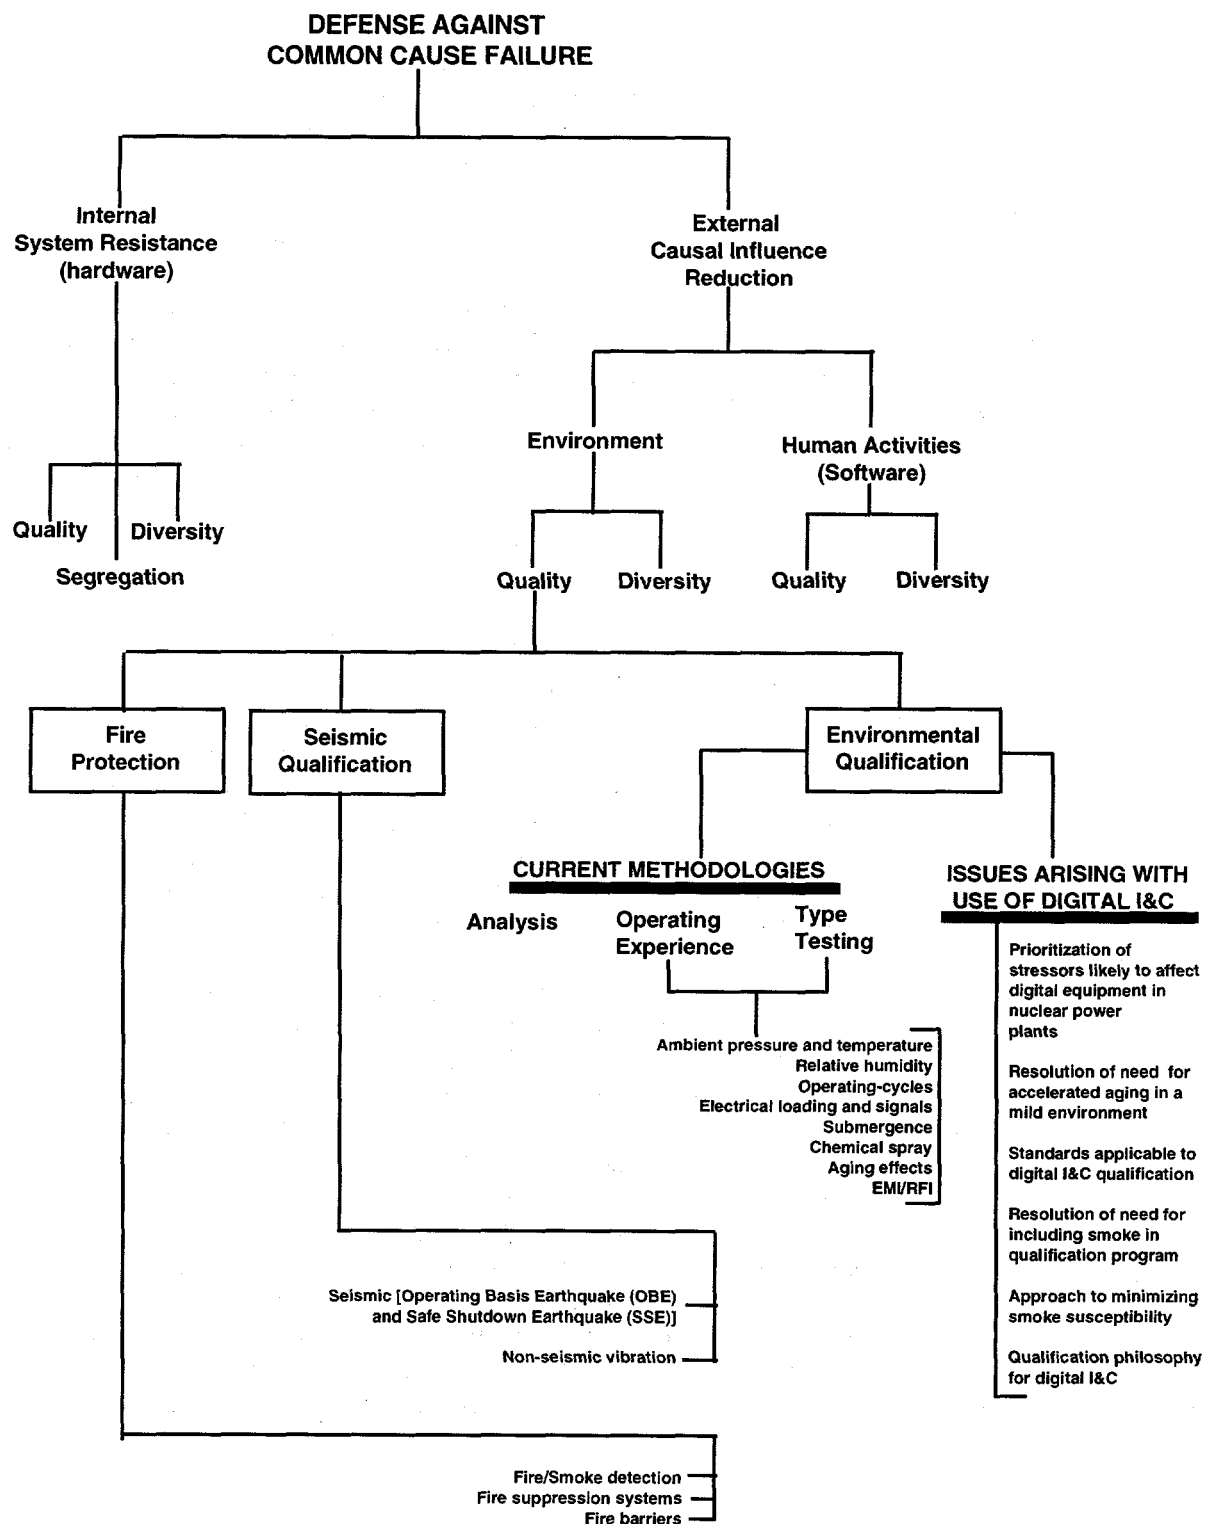 DEFENSE AGAINST
COMMON CAUSE FAILURE
Internal
System Resistance
(hardware)
External
Causal Influence
Reduction
Environment
Human Activities
(Software)
Quality
Diversity
Segregation
Quality
Diversity
Quality
Diversity
Fire
Protection
Seismic
Qualification
Environmental
Qualification
CURRENT METHODOLOGIES
Analysis
Operating
Experience
Type
Testing
Ambient pressure and temperature
Relative humidity
Operating-cycles
Electrical loading and signals
Submergence
Chemical spray
Aging effects
EMI/RFI
ISSUES ARISING WITH
USE OF DIGITAL I&C
Prioritization of
stressors likely to affect
digital equipment in
nuclear power
plants
Resolution of need for
accelerated aging in a
mild environment
Standards applicable to
digital I&C qualification
Resolution of need for
including smoke in
qualification program
Approach to minimizing
smoke susceptibility
Qualification philosophy
for digital I&C
Seismic [Operating Basis Earthquake (OBE)
and Safe Shutdown Earthquake (SSE)]
Non-seismic vibration
Fire/Smoke detection
Fire suppression systems
Fire barriers